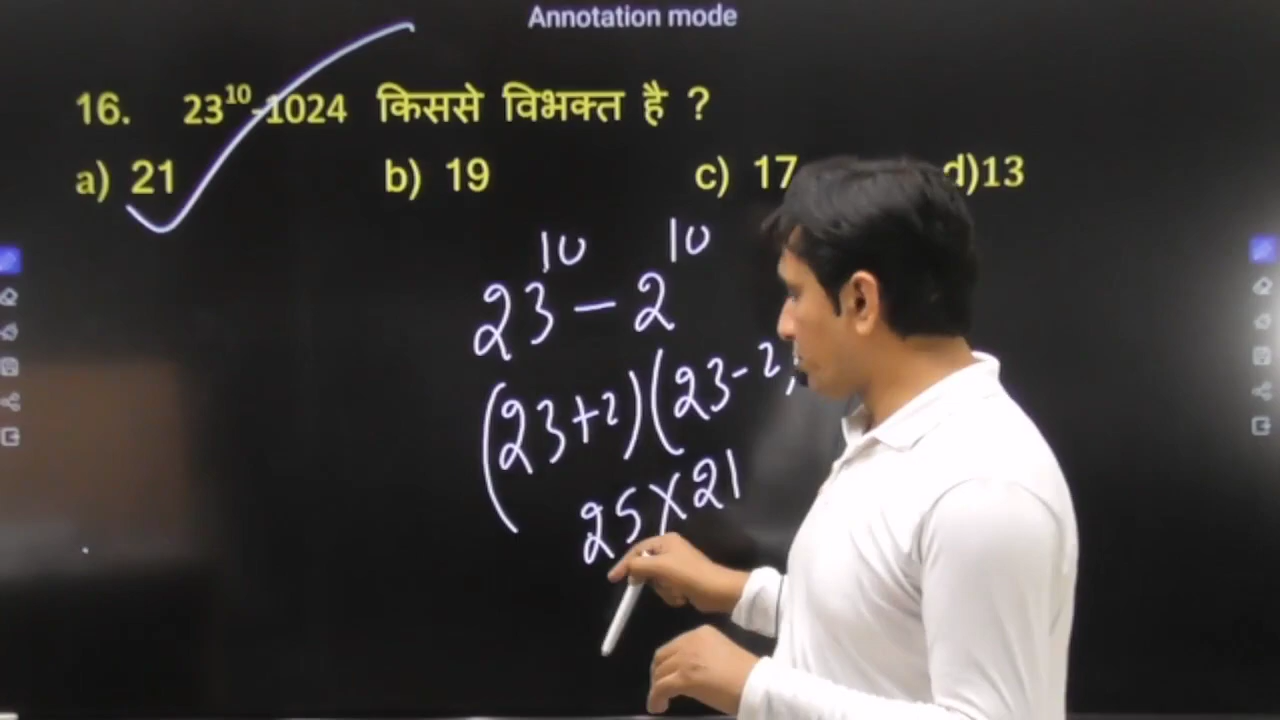 Annotation mode
16. 23¹⁰-1024 किससे विभक्त है ?
a) 21 b) 19 c) 17 d)13
23¹⁰ - 2¹⁰
(23+2)(23-2)
25×21